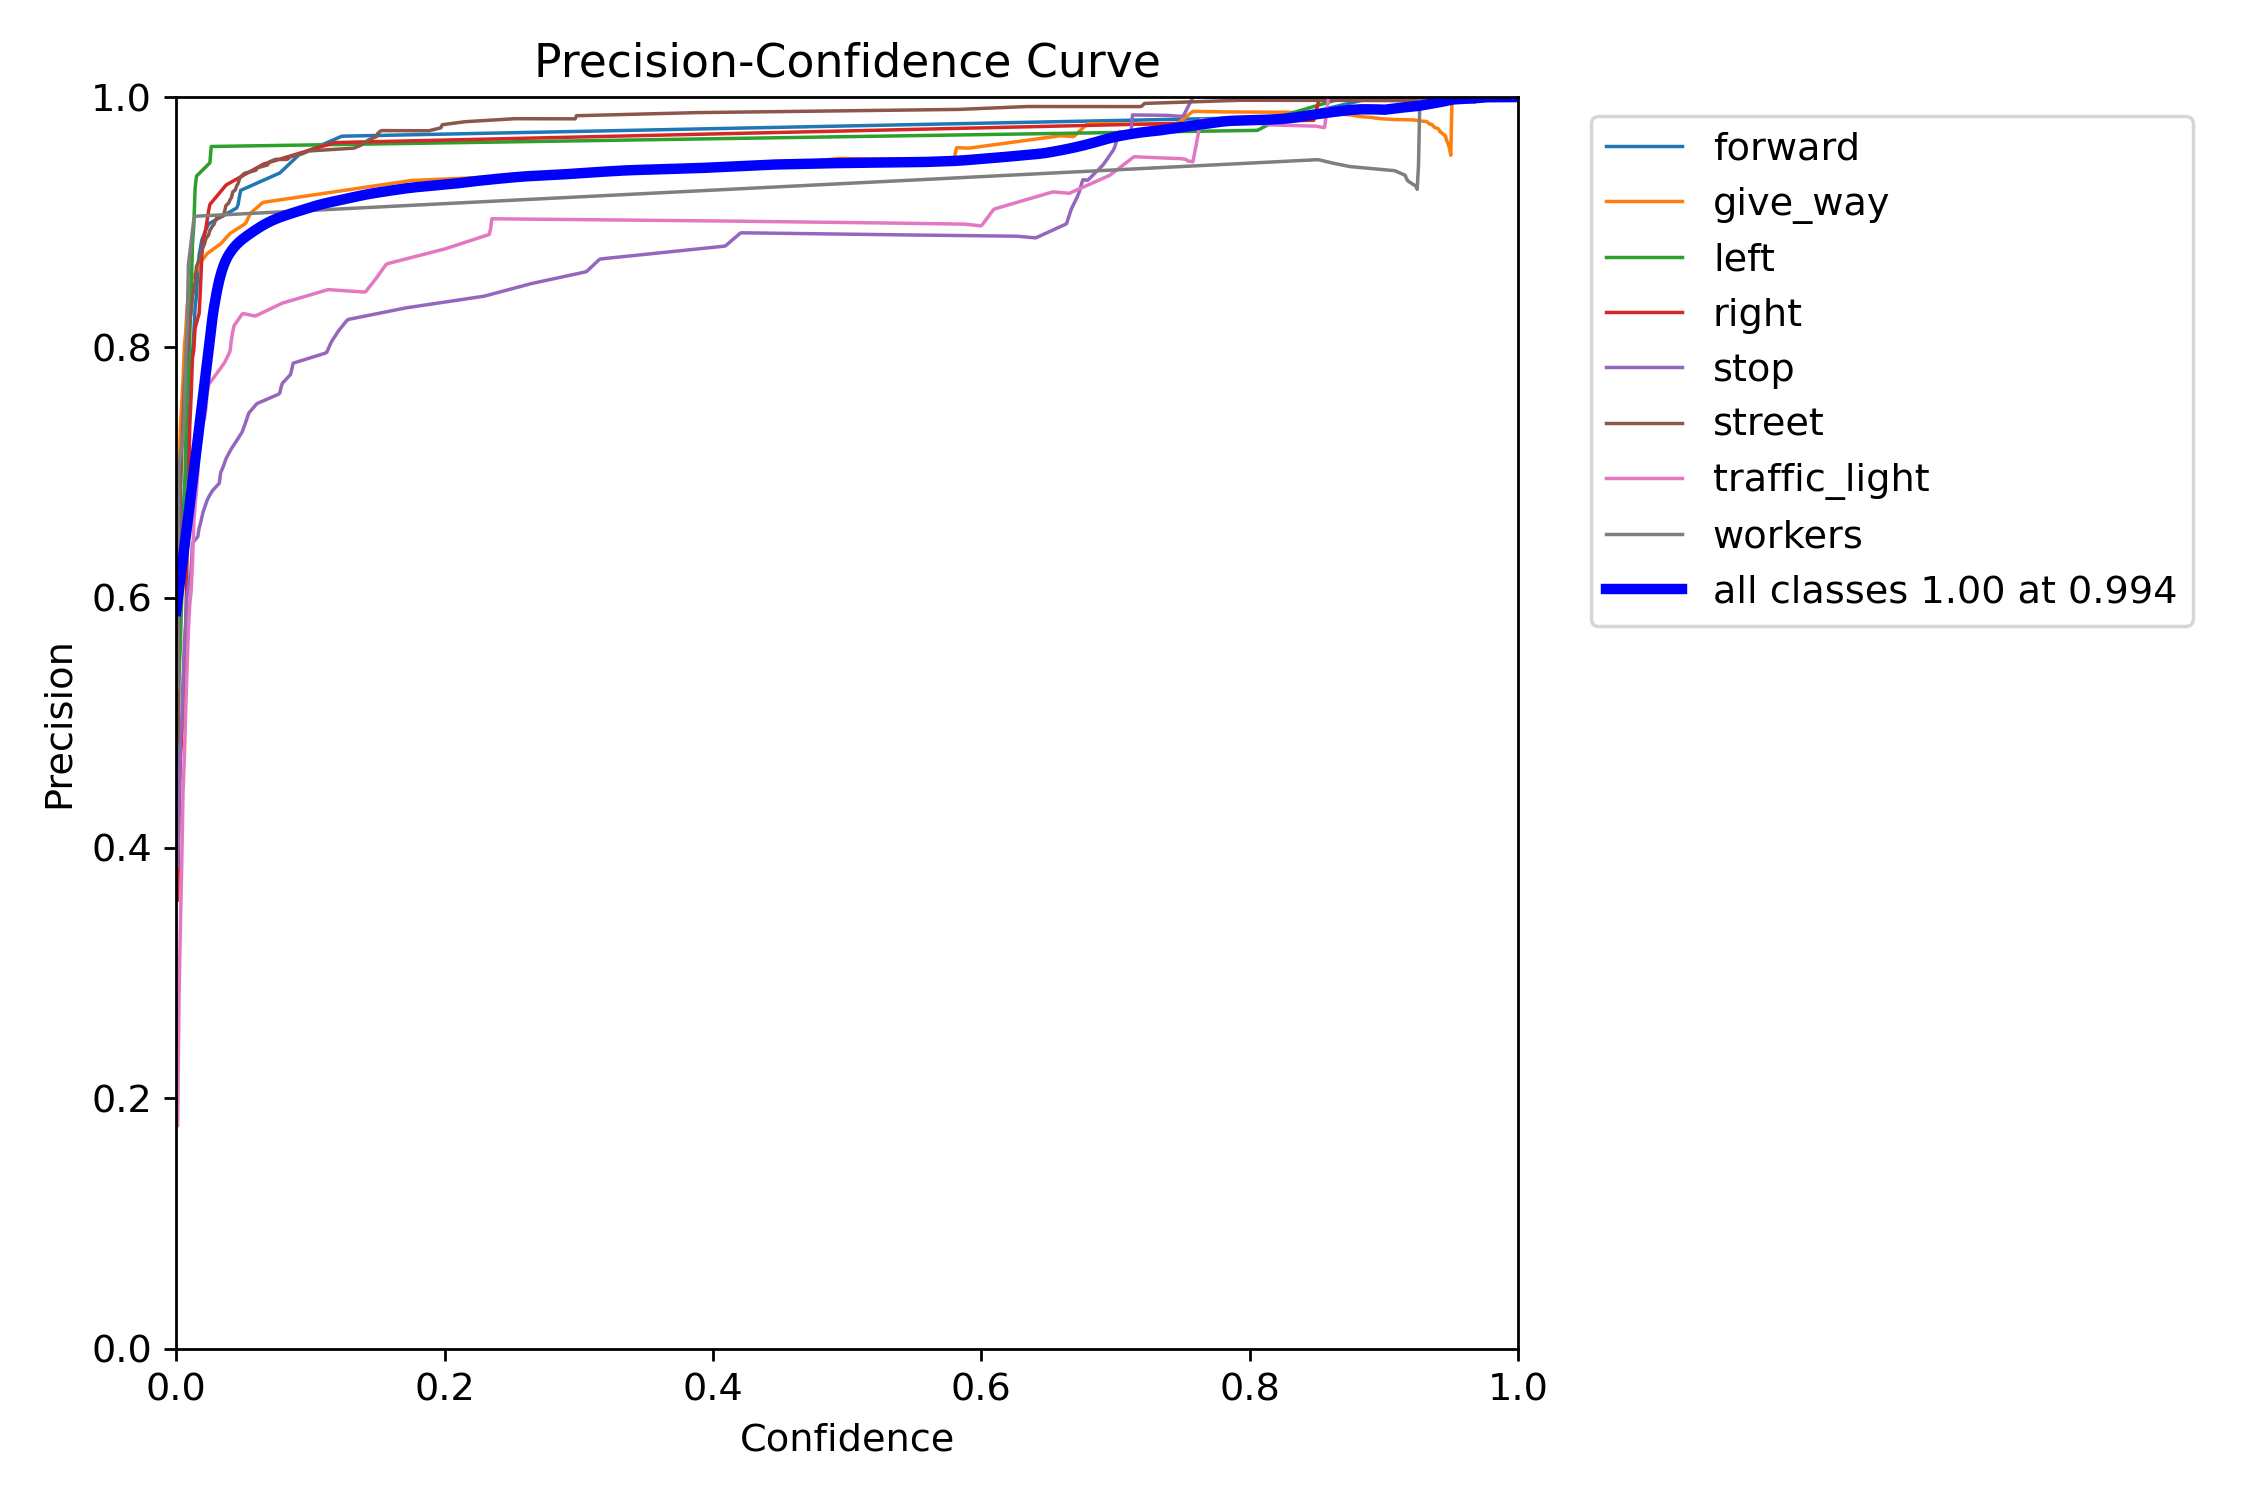 Precision-Confidence Curve
1.0
0.8
0.6
0.4
0.2
0.0
Precision
0.0 0.2 0.4 0.6 0.8 1.0
Confidence
forward
give_way
left
right
stop
street
traffic_light
workers
all classes 1.00 at 0.994